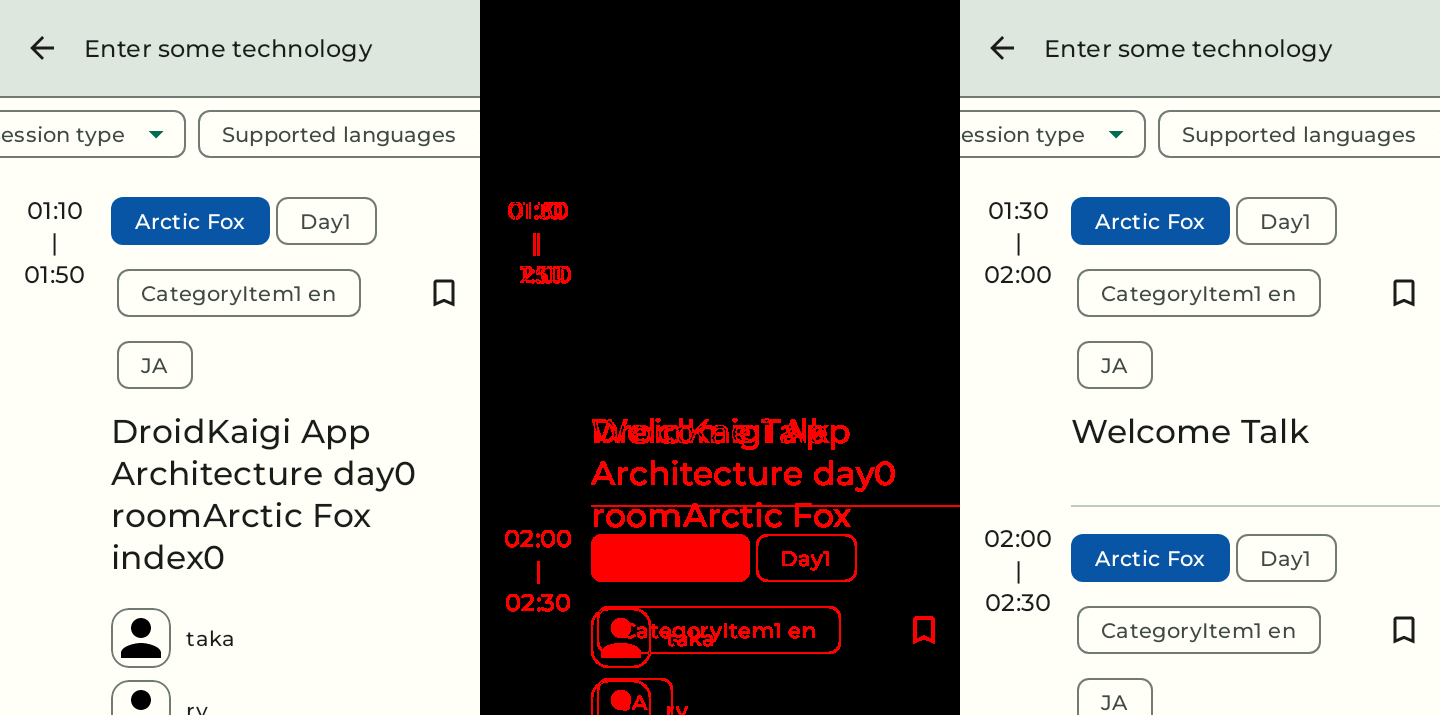 Enter some technology
ession type
Supported languages
01:10
|
01:50
Arctic Fox
Day1
CategoryItem1 en
JA
DroidKaigi App
Architecture day0
roomArctic Fox
index0
taka
ry
Architecture day0
roomArctic Fox
02:00
|
02:30
Day1
CategoryItem1 en
taka
ry
Enter some technology
ession type
Supported languages
01:30
|
02:00
Arctic Fox
Day1
CategoryItem1 en
JA
Welcome Talk
02:00
|
02:30
Arctic Fox
Day1
CategoryItem1 en
JA